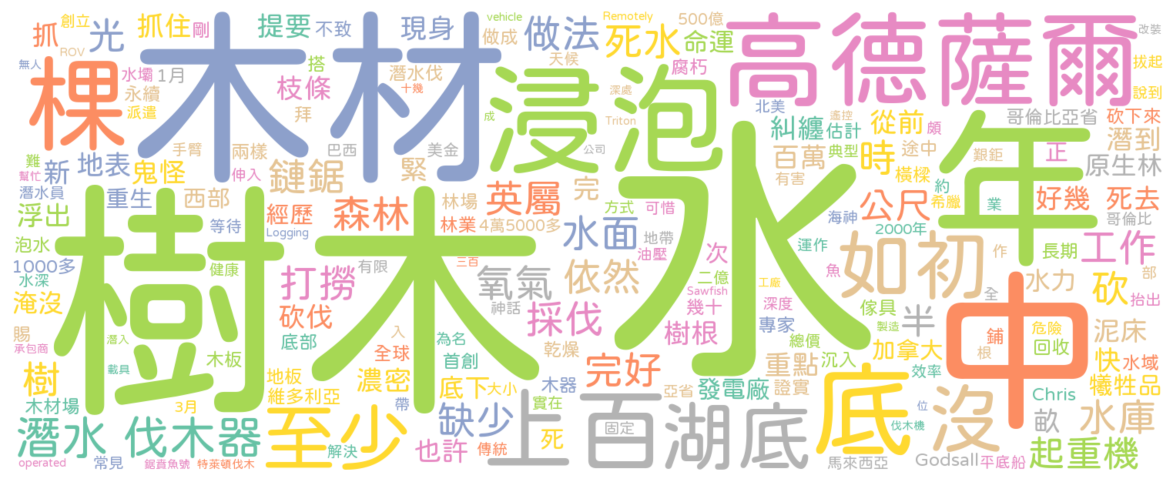 創立
抓
光
抓住
剛
提要
不致
現身
vehicle
做成
做法
Remotely
死水
500億
命運
高德薩爾
改裝
ROV
無人
水壩
1月
搭
枝條
潛水伐
十幾
天候
腐朽
拔起
棵
木材
浸泡
永續
派遣
拜
深處
成
Triton
北美
遙控
說到
手臂
巴西
美金
糾纏
估計
從前
頗
哥倫比亞省
砍下來
新
地表
鬼怪
兩樣
緊
公司
百萬
典型
途中
艱鉅
正
潛到
難
幫忙
伸入
鏈鋸
有害
時
橫樑
原生林
年
潛水員
重生
西部
林場
英屬
完
死去
約
希臘
好幾
浮出
等待
經歷
森林
林業
4萬5000多
方式
可惜
海神
公尺
業
哥倫比
樹木
水
泡水
Logging
水面
地帶
次
運作
2000年
作
長期
工作
1000多
健康
打撈
有限
三百
氧氣
依然
油壓
二億
魚
如初
部
水深
神話
Sawfish
工廠
深度
幾十
傢具
水力
砍
抬出
淹沒
砍伐
入
採伐
樹根
專家
製造
半
全
中
鋪
危險
回收
泥床
賜
底部
為名
乾燥
總價
根
承包商
潛入
木板
全球
首創
沉入
加拿大
快
水域
載具
樹
地板
濃密
底下
大小
木器
完好
重點
證實
效率
犧牲品
3月
維多利亞
帶
實在
亞省
發電廠
位
Chris
木材場
至少
缺少
上百
湖底
底
沒
伐木機
畝
水庫
潛水
伐木器
解決
也許
傳統
死
固定
operated
常見
鋸齒魚號
特萊頓伐木
馬來西亞
Godsall
平底船
起重機